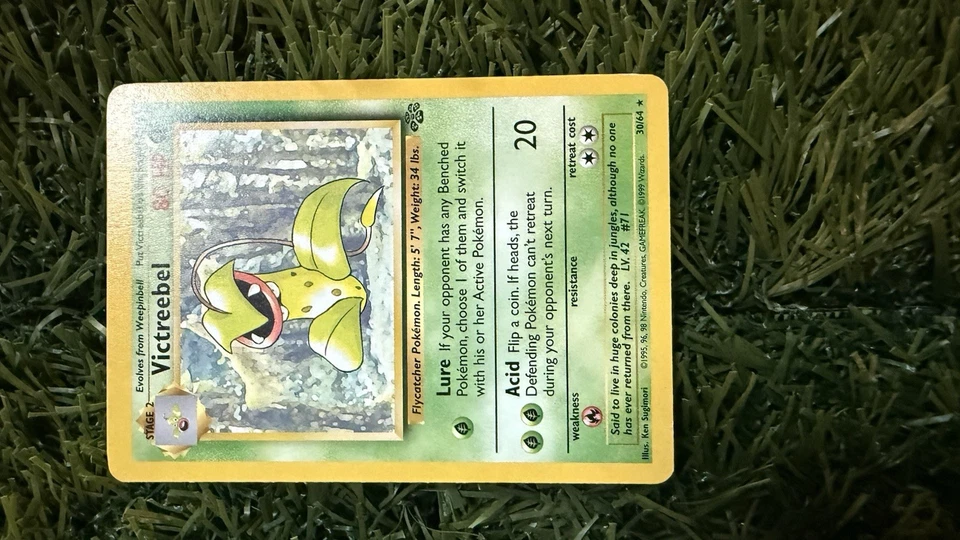 Evolves from Weepinbell
STAGE 2
Victreebel
80 HP
Flycatcher Pokémon. Length: 5' 7", Weight: 34 lbs.
Lure If your opponent has any Benched
Pokémon, choose 1 of them and switch it
with his or her Active Pokémon.
Acid Flip a coin. If heads, the
Defending Pokémon can't retreat
during your opponent's next turn.
20
weakness
resistance
retreat cost
Said to live in huge colonies deep in jungles, although no one
has ever returned from there. LV. 42 #71
Illus. Ken Sugimori
©1995, 96, 98 Nintendo, Creatures, GAMEFREAK. ©1999 Wizards.
30/64 ★